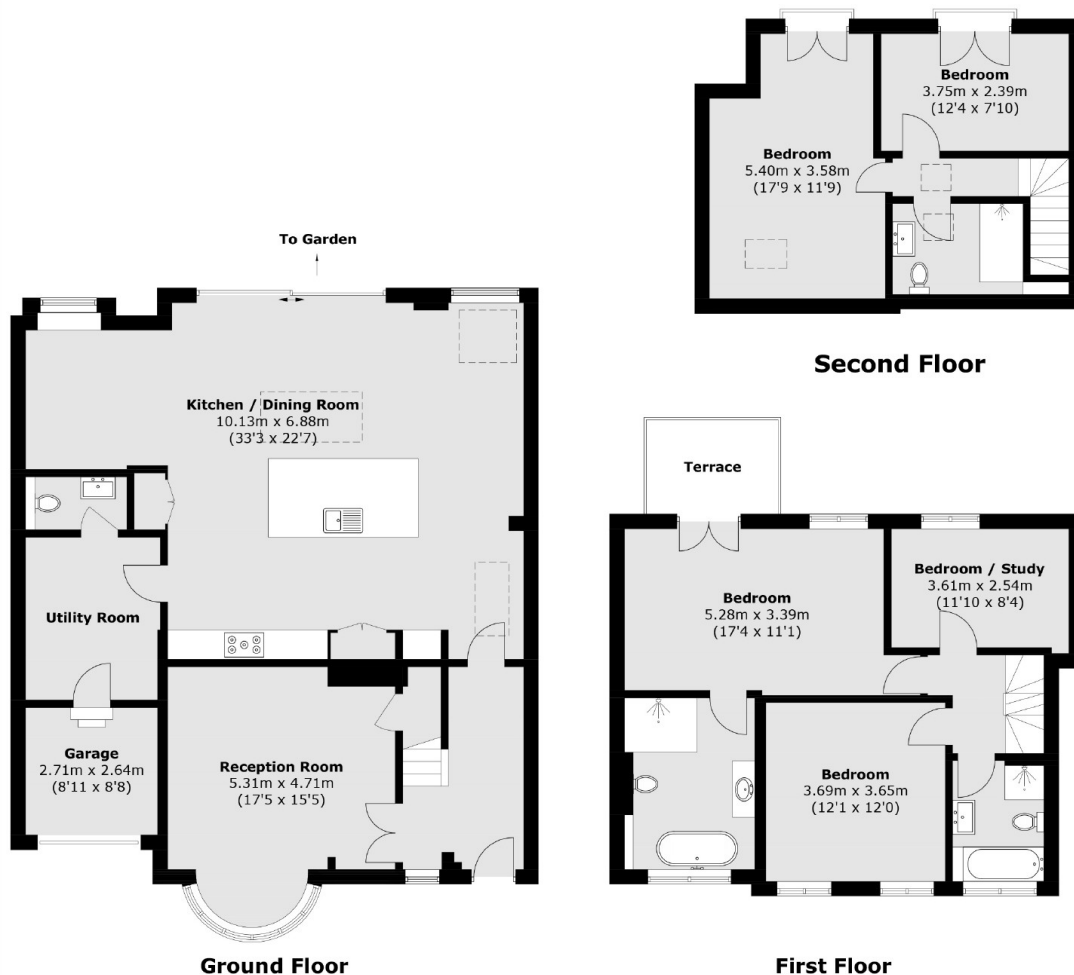 To Garden
Kitchen / Dining Room
10.13m x 6.88m
(33'3 x 22'7)
Utility Room
Garage
2.71m x 2.64m
(8'11 x 8'8)
Reception Room
5.31m x 4.71m
(17'5 x 15'5)
Ground Floor
Bedroom
3.75m x 2.39m
(12'4 x 7'10)
Bedroom
5.40m x 3.58m
(17'9 x 11'9)
Second Floor
Terrace
Bedroom / Study
3.61m x 2.54m
(11'10 x 8'4)
Bedroom
5.28m x 3.39m
(17'4 x 11'1)
Bedroom
3.69m x 3.65m
(12'1 x 12'0)
First Floor